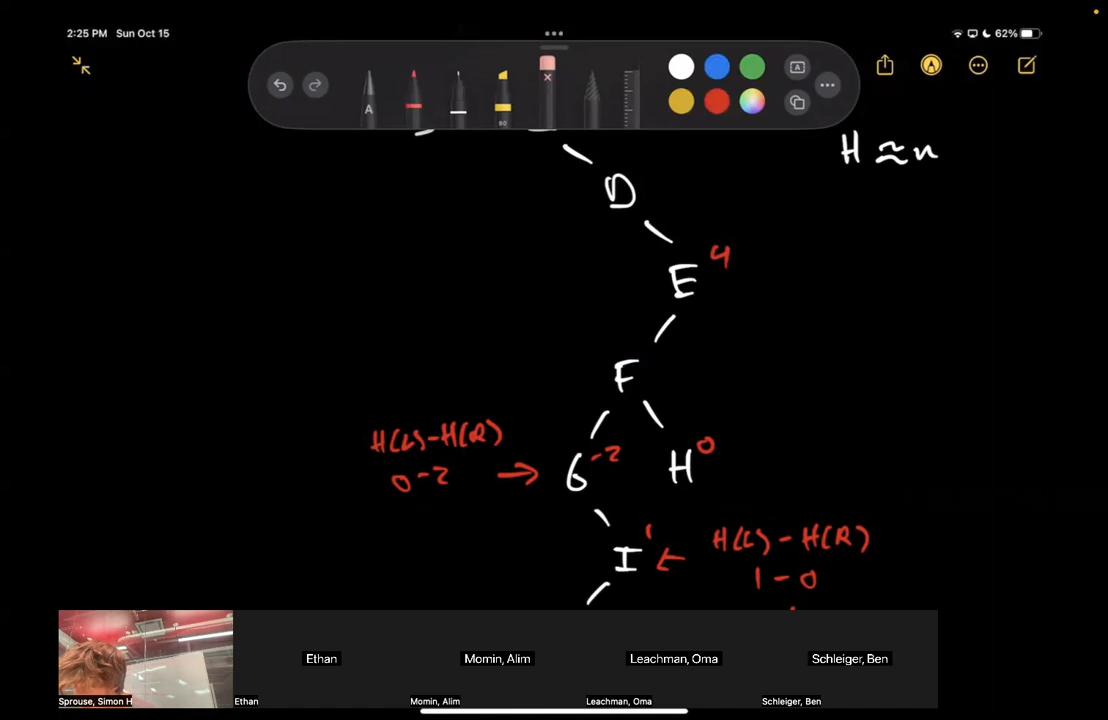 2:25 PM Sun Oct 15
62%
A
80
A
H ≈ n
D
E 4
F
H(L)-H(R)
0-2 → G -2
H 0
I 1 ← H(L) - H(R)
1 - 0
Ethan
Momin, Alim
Leachman, Oma
Schleiger, Ben
Sprouse, Simon H
Ethan
Momin, Alim
Leachman, Oma
Schleiger, Ben